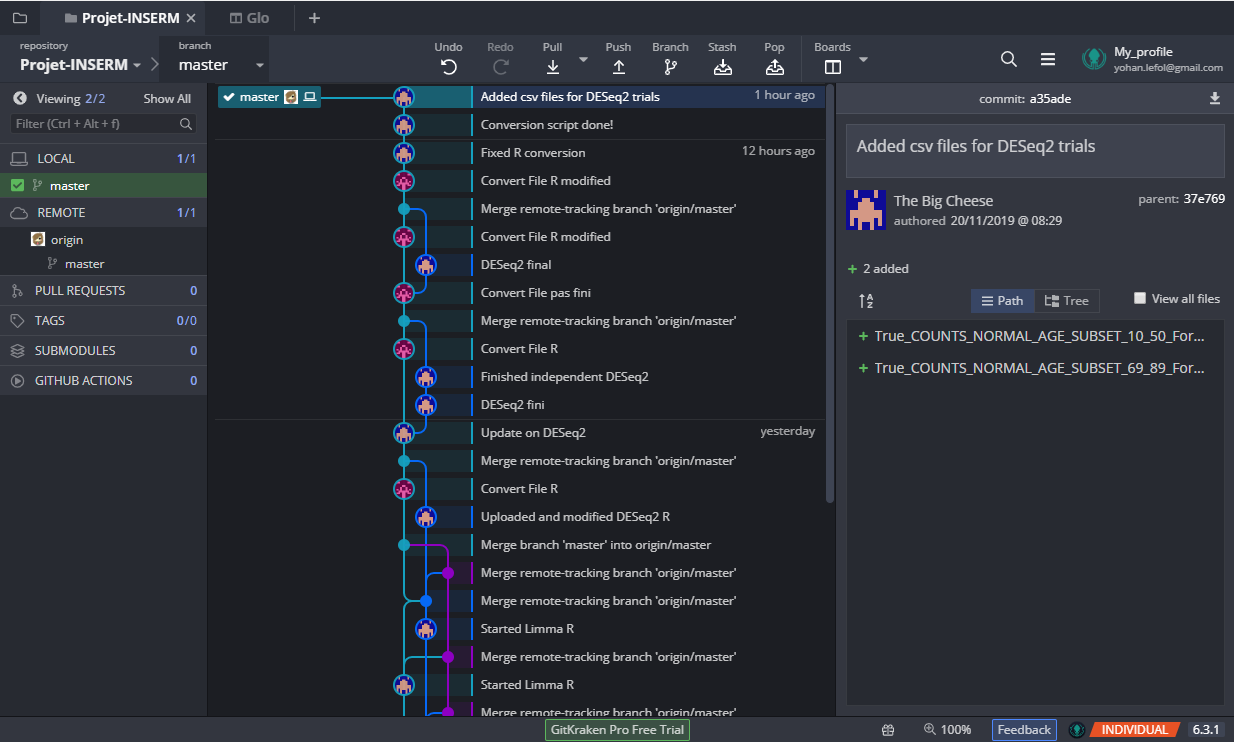 Projet-INSERM
Glo
repository
Projet-INSERM
branch
master
Undo
Redo
Pull
Push
Branch
Stash
Pop
Boards
My_profile
yohan.lefol@gmail.com
Viewing 2/2
Show All
Filter (Ctrl + Alt + f)
LOCAL 1/1
master
REMOTE 1/1
origin
master
PULL REQUESTS 0
TAGS 0/0
SUBMODULES 0
GITHUB ACTIONS 0
master
Added csv files for DESeq2 trials 1 hour ago
Conversion script done!
Fixed R conversion 12 hours ago
Convert File R modified
Merge remote-tracking branch 'origin/master'
Convert File R modified
DESeq2 final
Convert File pas fini
Merge remote-tracking branch 'origin/master'
Convert File R
Finished independent DESeq2
DESeq2 fini
Update on DESeq2 yesterday
Merge remote-tracking branch 'origin/master'
Convert File R
Uploaded and modified DESeq2 R
Merge branch 'master' into origin/master
Merge remote-tracking branch 'origin/master'
Merge remote-tracking branch 'origin/master'
Started Limma R
Merge remote-tracking branch 'origin/master'
Started Limma R
Merge remote-tracking branch 'origin/master'
commit: a35ade
Added csv files for DESeq2 trials
The Big Cheese
authored 20/11/2019 @ 08:29
parent: 37e769
2 added
Path
Tree
View all files
True_COUNTS_NORMAL_AGE_SUBSET_10_50_For...
True_COUNTS_NORMAL_AGE_SUBSET_69_89_For...
GitKraken Pro Free Trial
100%
Feedback
INDIVIDUAL
6.3.1